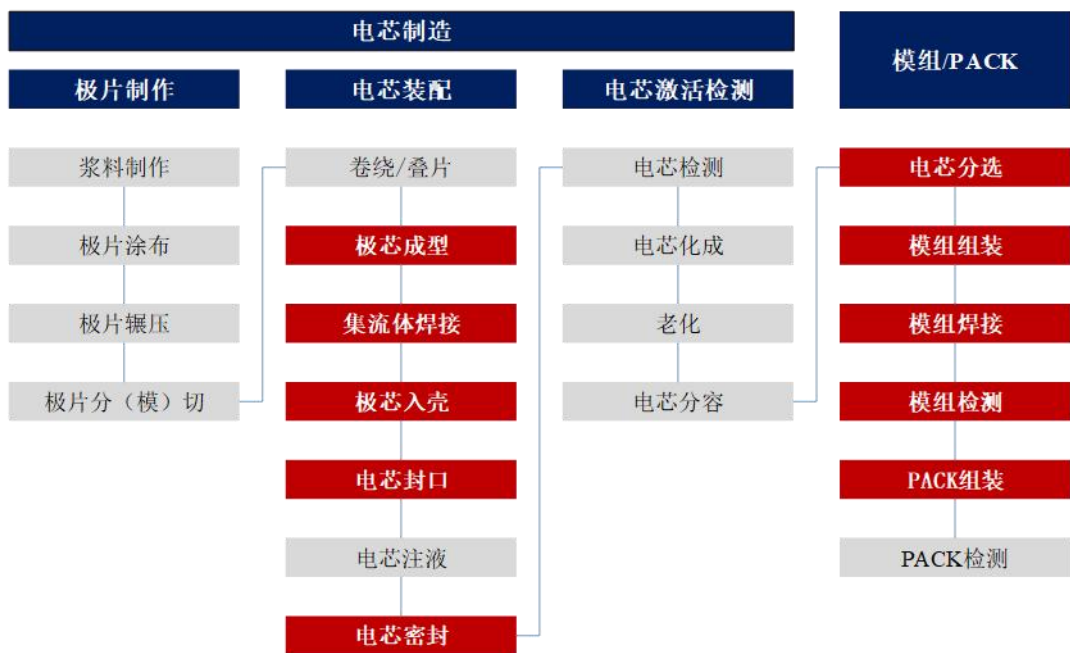 电芯制造
模组/PACK
极片制作
电芯装配
电芯激活检测
浆料制作
极片涂布
极片辗压
极片分（模）切
卷绕/叠片
极芯成型
集流体焊接
极芯入壳
电芯封口
电芯注液
电芯密封
电芯检测
电芯化成
老化
电芯分容
电芯分选
模组组装
模组焊接
模组检测
PACK组装
PACK检测